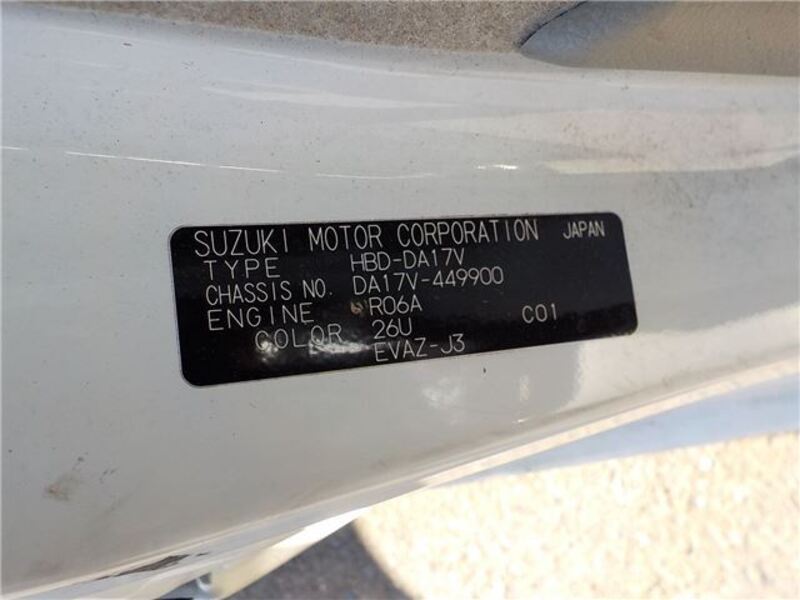 SUZUKI MOTOR CORPORATION JAPAN
TYPE HBD-DA17V
CHASSIS NO. DA17V-449900
ENGINE R06A C01
COLOR 26U
EVAZ-J3